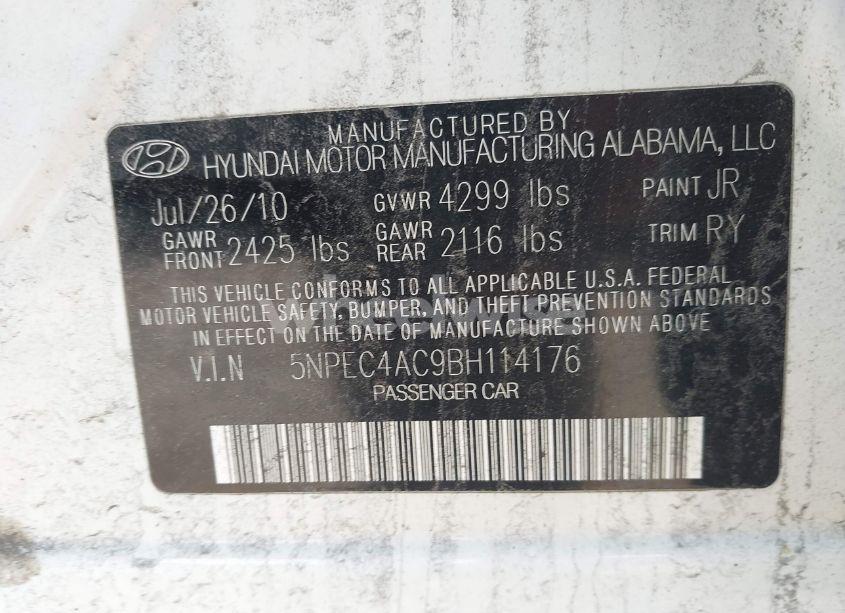 MANUFACTURED BY
HYUNDAI MOTOR MANUFACTURING ALABAMA, LLC
Jul/26/10 GVWR 4299 lbs PAINT JR
GAWR FRONT 2425 lbs GAWR REAR 2116 lbs TRIM RY
THIS VEHICLE CONFORMS TO ALL APPLICABLE U.S.A. FEDERAL
MOTOR VEHICLE SAFETY, BUMPER, AND THEFT PREVENTION STANDARDS
IN EFFECT ON THE DATE OF MANUFACTURE SHOWN ABOVE
V.I.N 5NPEC4AC9BH114176
PASSENGER CAR